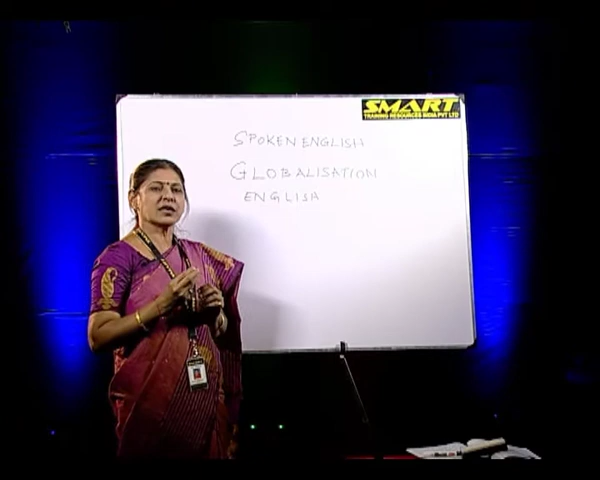 SMART
TRAINING RESOURCES INDIA PVT LTD
SPOKEN ENGLISH
GLOBALISATION
ENGLISH